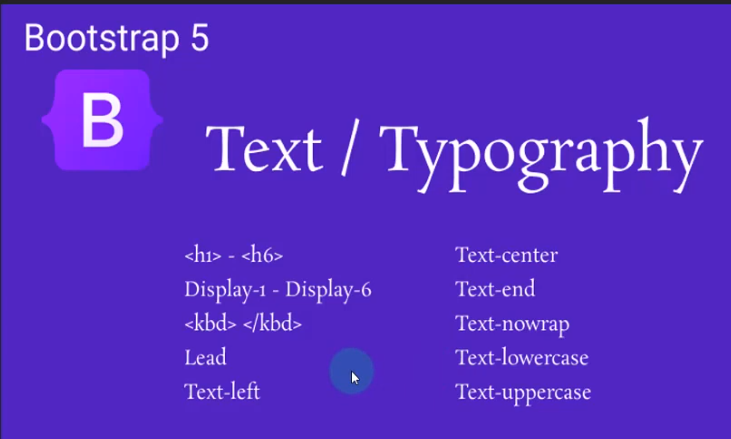 Bootstrap 5
B
Text / Typography
<h1> - <h6>
Display-1 - Display-6
<kbd> </kbd>
Lead
Text-left
Text-center
Text-end
Text-nowrap
Text-lowercase
Text-uppercase